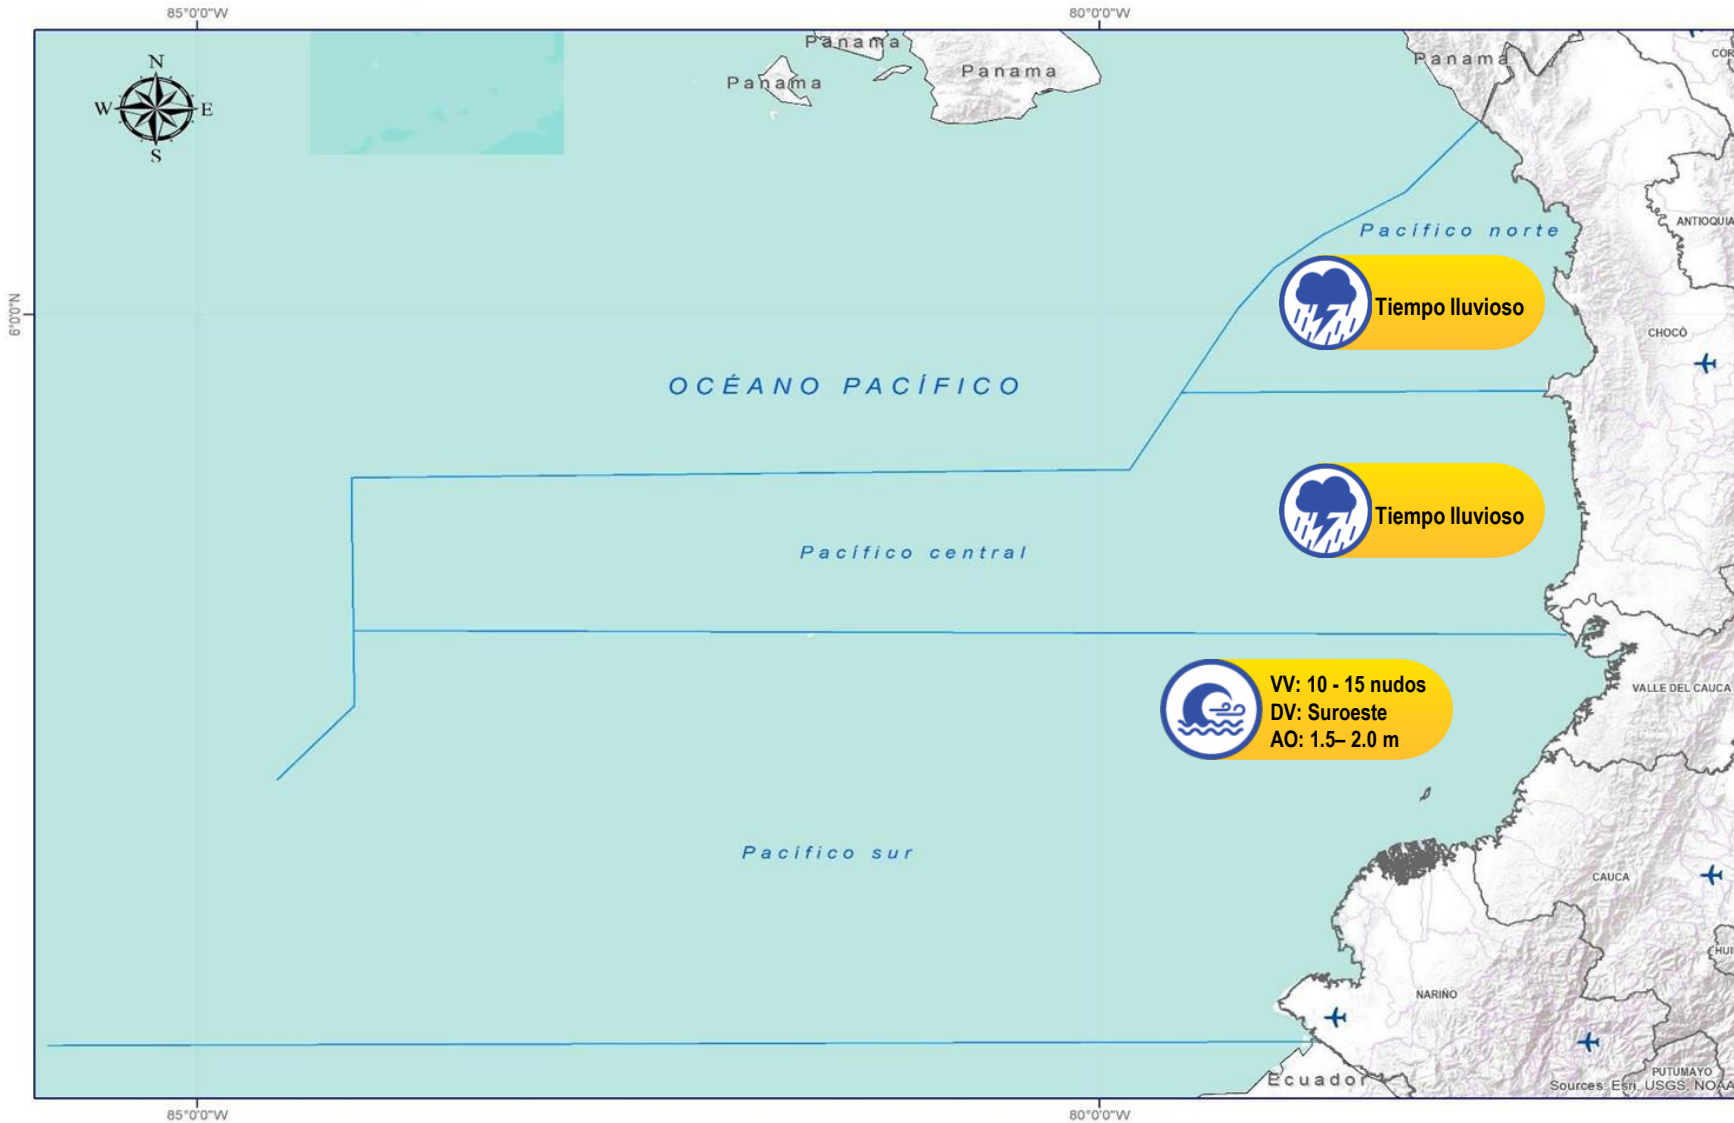 85°0'0"W
80°0'0"W
N
W
E
S
Panama
Panama
Panama
Panama
COR
ANTIOQUIA
Pacífico norte
6°0'0"N
Tiempo lluvioso
CHOCÓ
OCÉANO PACÍFICO
Tiempo lluvioso
Pacífico central
VV: 10 - 15 nudos
DV: Suroeste
AO: 1.5– 2.0 m
VALLE DEL CAUCA
Pacífico sur
CAUCA
HUI
NARIÑO
PUTUMAYO
Ecuador
Sources: Esri, USGS, NOAA
85°0'0"W
80°0'0"W